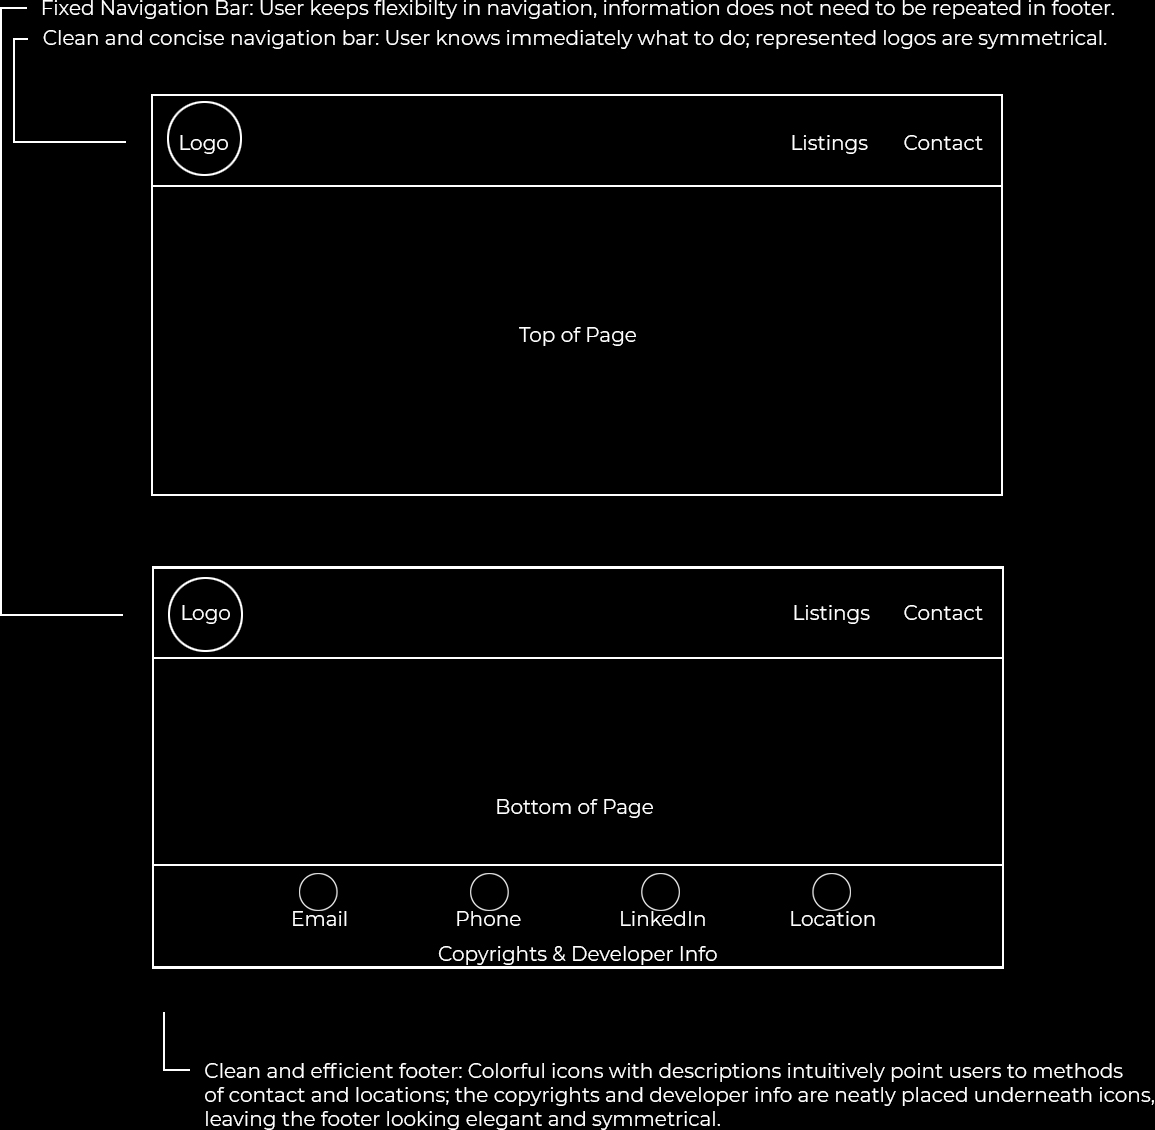 Fixed Navigation Bar: User keeps flexibilty in navigation, information does not need to be repeated in footer.
Clean and concise navigation bar: User knows immediately what to do; represented logos are symmetrical.
Logo
Listings
Contact
Top of Page
Logo
Listings
Contact
Bottom of Page
Email
Phone
LinkedIn
Location
Copyrights & Developer Info
Clean and efficient footer: Colorful icons with descriptions intuitively point users to methods
of contact and locations; the copyrights and developer info are neatly placed underneath icons,
leaving the footer looking elegant and symmetrical.